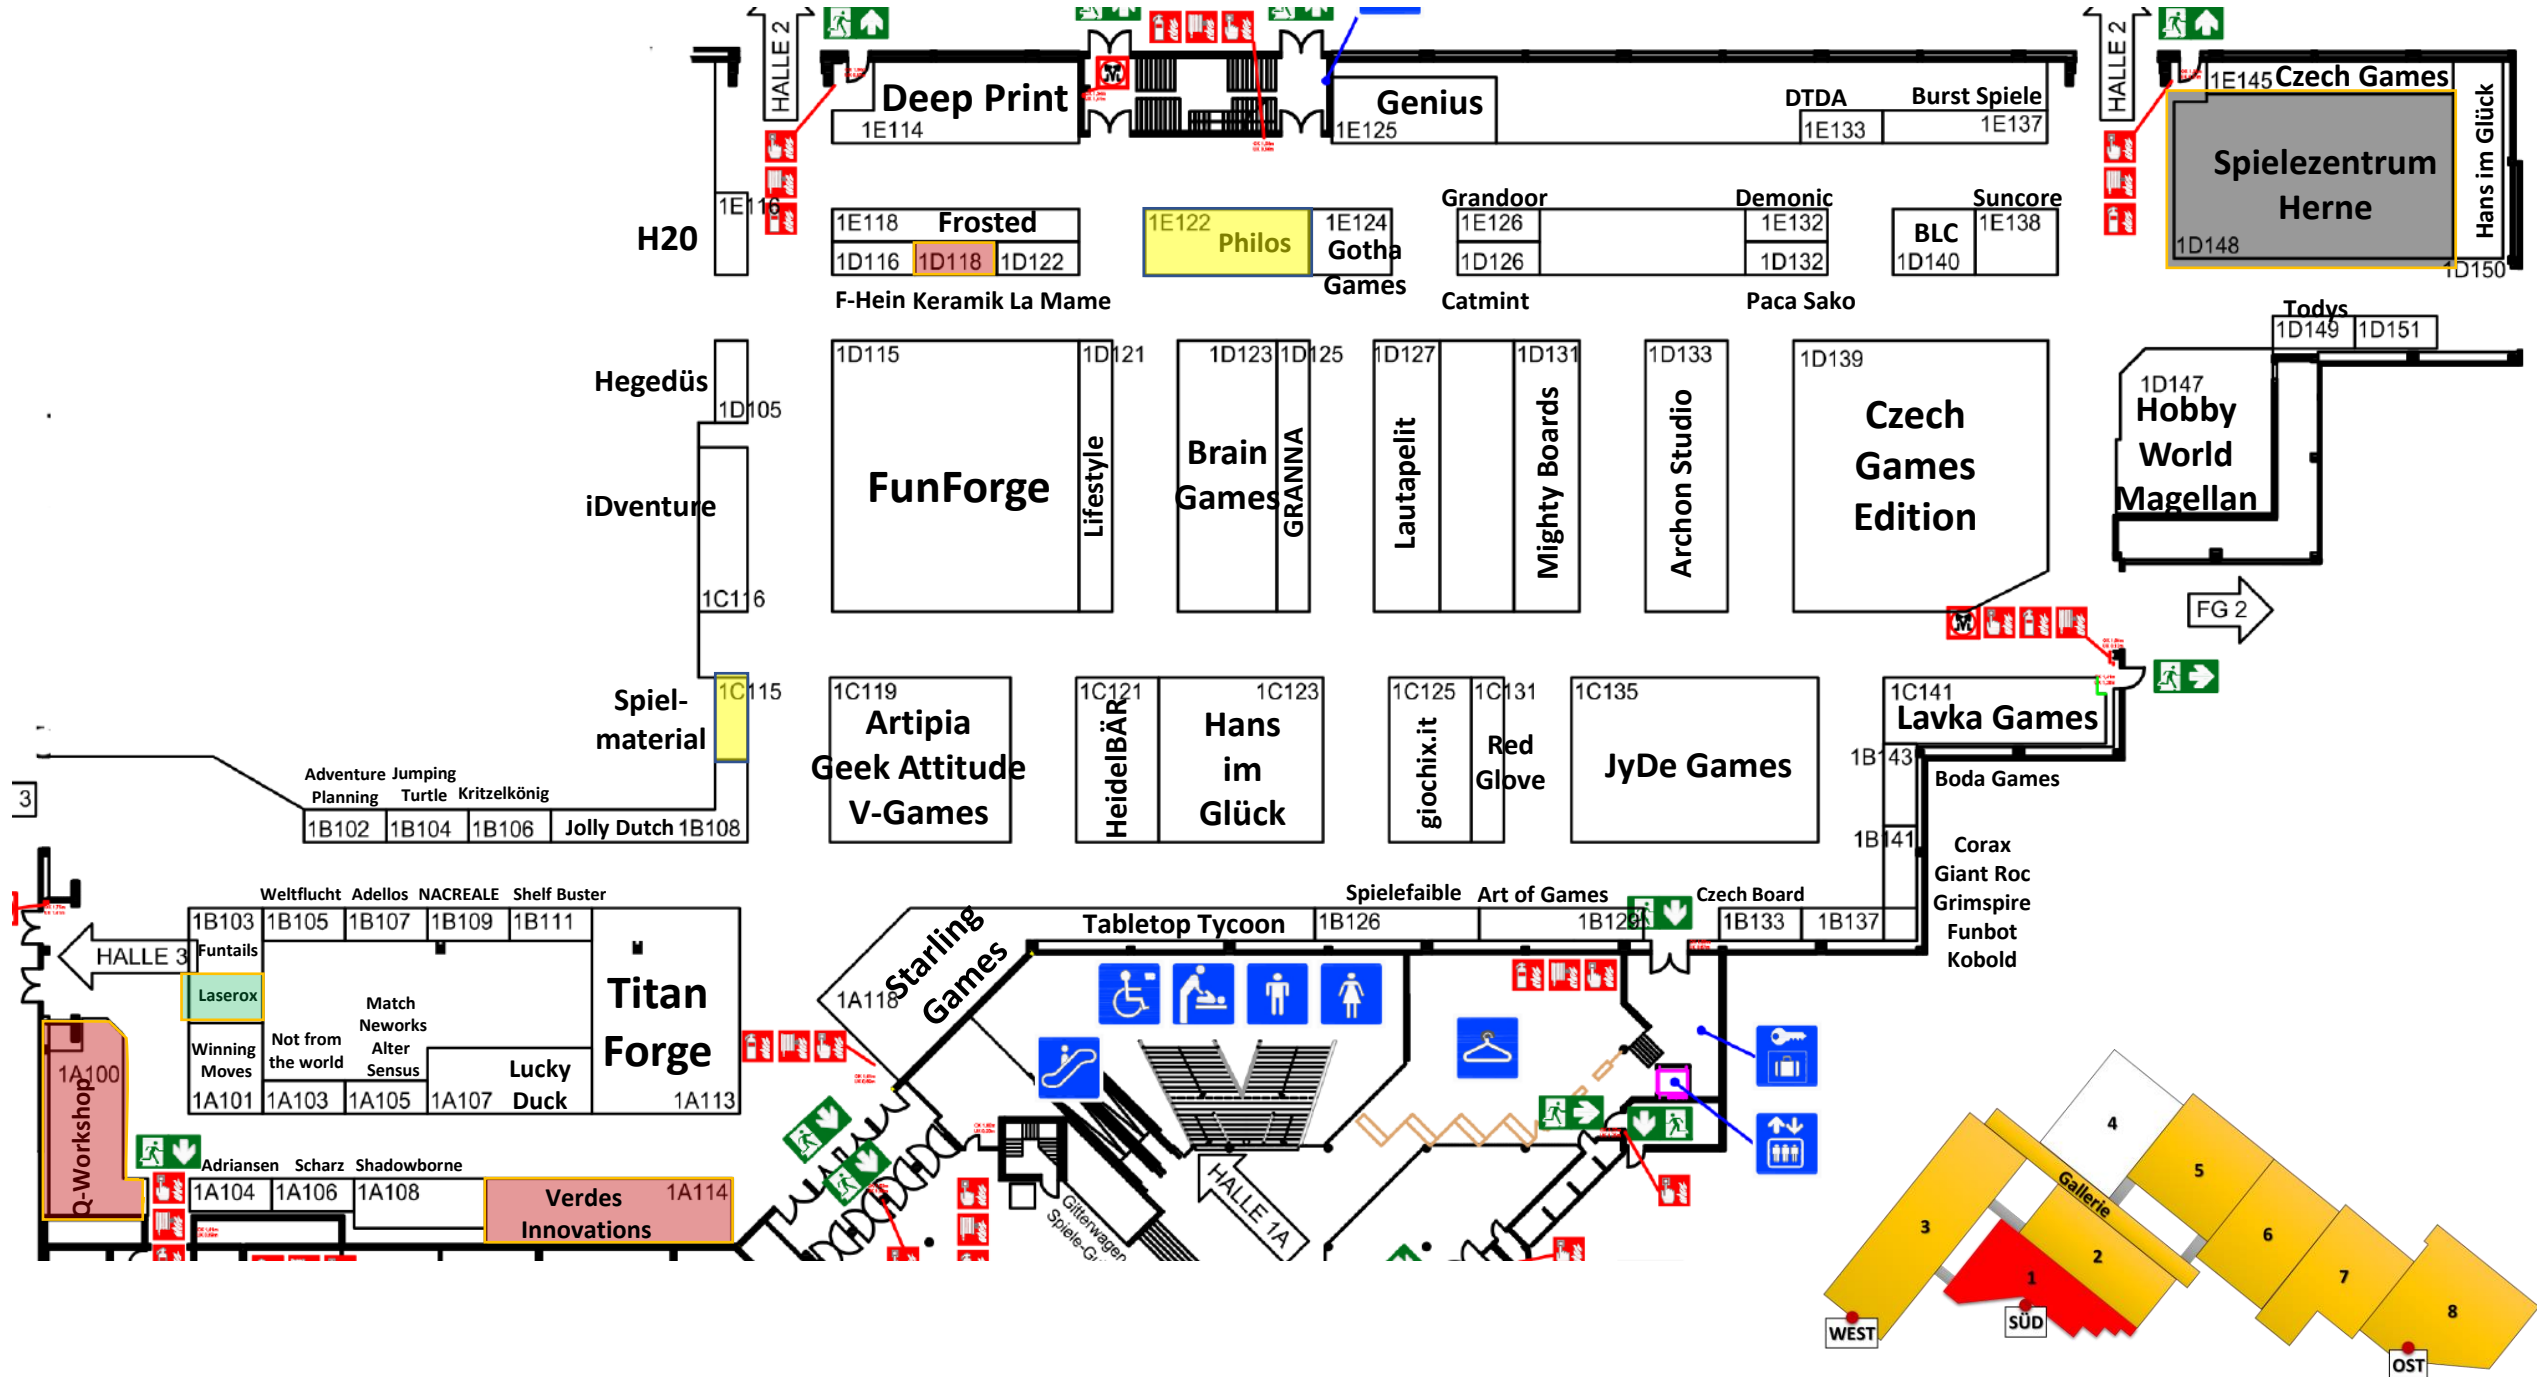 HALLE 2
HALLE 2
Deep Print
1E114
Genius
1E125
DTDA
1E133
Burst Spiele
1E137
1E145
Czech Games
Hans im Glück
Spielezentrum
Herne
1D148
1D150
1E116
H20
1E118
Frosted
1D116
1D118
1D122
F-Hein
Keramik
La Mame
1E122
Philos
1E124
Gotha
Games
Grandoor
1E126
1D126
Catmint
Demonic
1E132
1D132
Paca Sako
BLC
1D140
Suncore
1E138
Todys
1D149
1D151
Hegedüs
1D105
1D115
FunForge
1D121
Lifestyle
1D123
Brain
Games
1D125
GRANNA
1D127
Lautapelit
1D131
Mighty Boards
1D133
Archon Studio
1D139
Czech
Games
Edition
1D147
Hobby
World
Magellan
iDventure
1C116
FG 2
Spiel-
material
1C115
1C119
Artipia
Geek Attitude
V-Games
1C121
HeidelBÄR
1C123
Hans
im
Glück
1C125
giochix.it
1C131
Red
Glove
1C135
JyDe Games
1C141
Lavka Games
1B143
Boda Games
1B141
Corax
Giant Roc
Grimspire
Funbot
Kobold
3
Adventure
Planning
Jumping
Turtle
Kritzelkönig
1B102
1B104
1B106
Jolly Dutch
1B108
Weltflucht
Adellos
NACREALE
Shelf Buster
1B103
1B105
1B107
1B109
1B111
HALLE 3
Funtails
Laserox
Winning
Moves
1A101
Not from
the world
1A103
Match
Neworks
Alter
Sensus
1A105
1A107
Lucky
Duck
Titan
Forge
1A113
1A118
Starling
Games
Tabletop Tycoon
Spielefaible
1B126
Art of Games
1B129
Czech Board
1B133
1B137
1A100
Q-Workshop
Adriansen
Scharz
Shadowborne
1A104
1A106
1A108
Verdes
Innovations
1A114
Gitterwagen
HALLE 1A
4
5
Gallerie
3
6
2
1
7
8
WEST
SÜD
OST